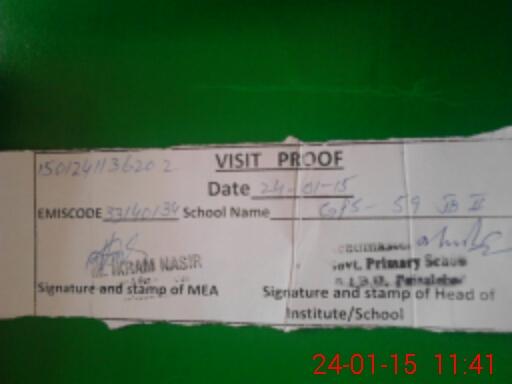 150124113620 2
VISIT PROOF
Date 24-01-15
EMISCODE 33140134 School Name GPS - 59 JB II
IKRAM NASIR
Govt. Primary School
Signature and stamp of MEA
Signature and stamp of Head of
Institute/School
24-01-15 11:41